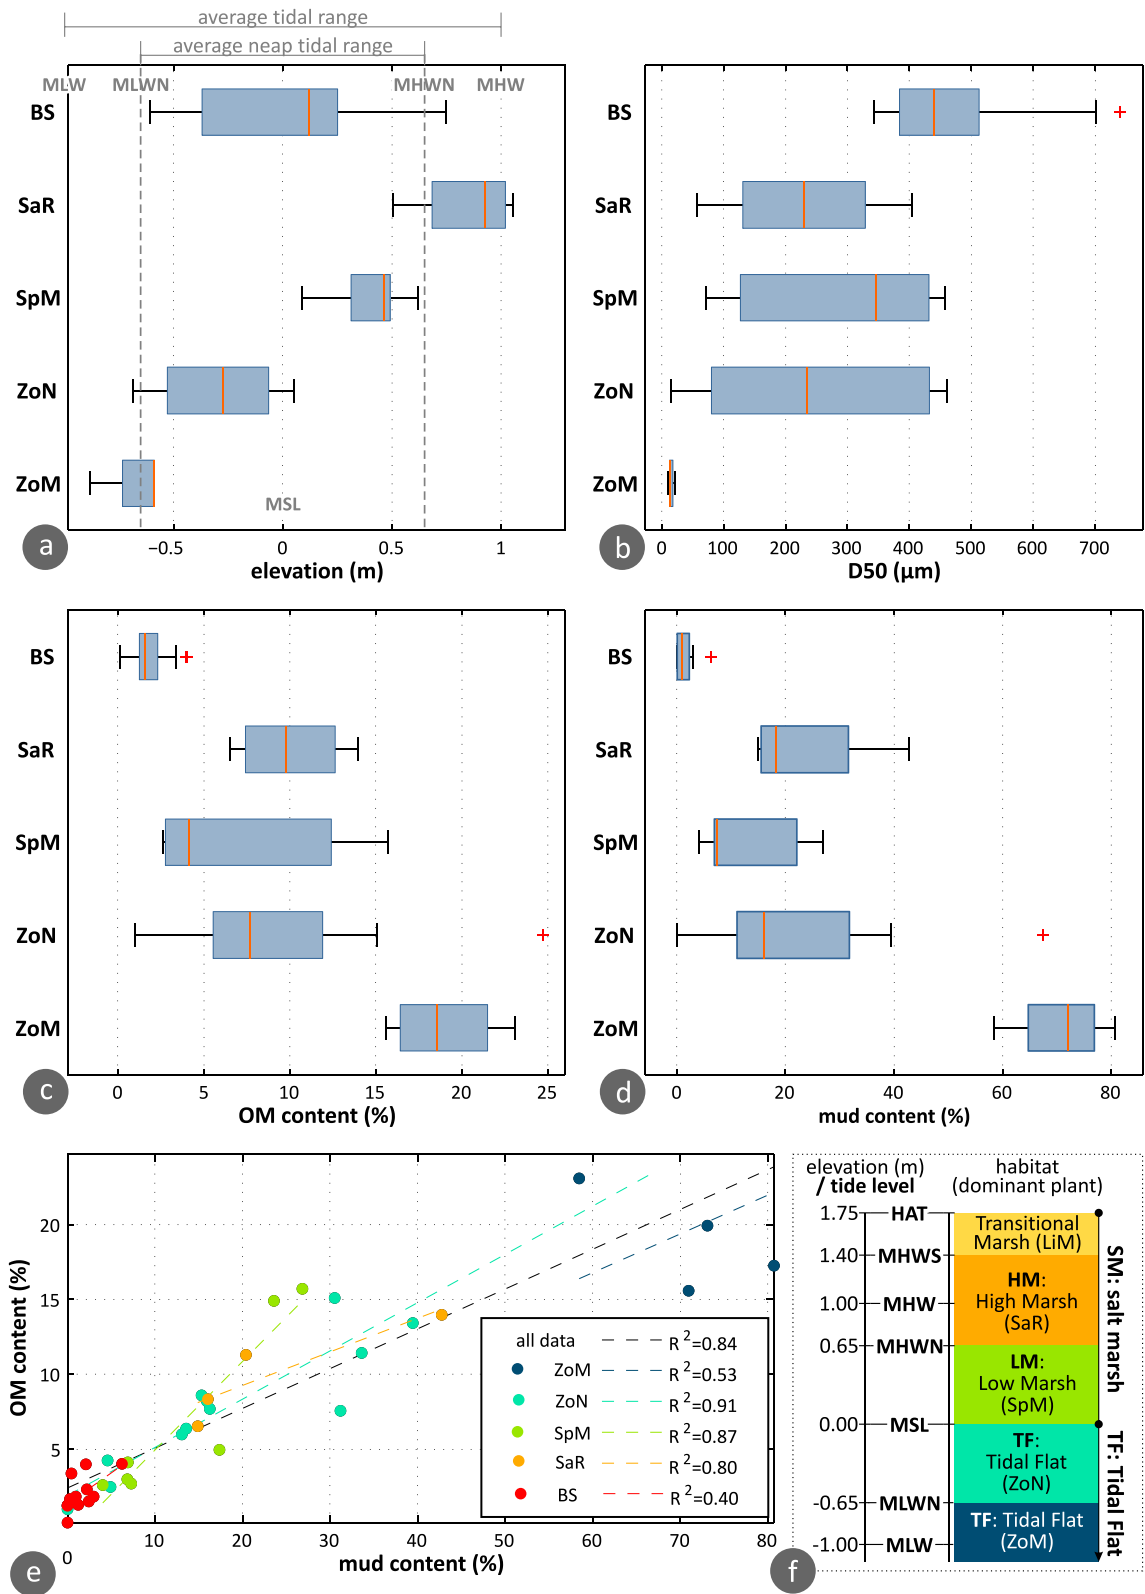 average tidal range
average neap tidal range
MLW MLWN MHWN MHW
BS
SaR
SpM
ZoN
ZoM
MSL
−0.5 0 0.5 1
elevation (m)
a
BS
SaR
SpM
ZoN
ZoM
0 100 200 300 400 500 600 700
D50 (μm)
b
BS
SaR
SpM
ZoN
ZoM
0 5 10 15 20 25
OM content (%)
c
BS
SaR
SpM
ZoN
ZoM
0 20 40 60 80
mud content (%)
d
OM content (%)
20
15
10
5
0 10 20 30 40 50 60 70 80
0
mud content (%)
all data R²=0.84
ZoM R²=0.53
ZoN R²=0.91
SpM R²=0.87
SaR R²=0.80
BS R²=0.40
e
elevation (m) habitat
/ tide level (dominant plant)
1.75 HAT
Transitional
Marsh (LiM)
1.40 MHWS
HM:
High Marsh
(SaR)
1.00 MHW
0.65 MHWN
LM:
Low Marsh
(SpM)
0.00 MSL
TF:
Tidal Flat
(ZoN)
-0.65 MLWN
TF: Tidal Flat
(ZoM)
-1.00 MLW
SM: salt marsh
TF: Tidal Flat
f